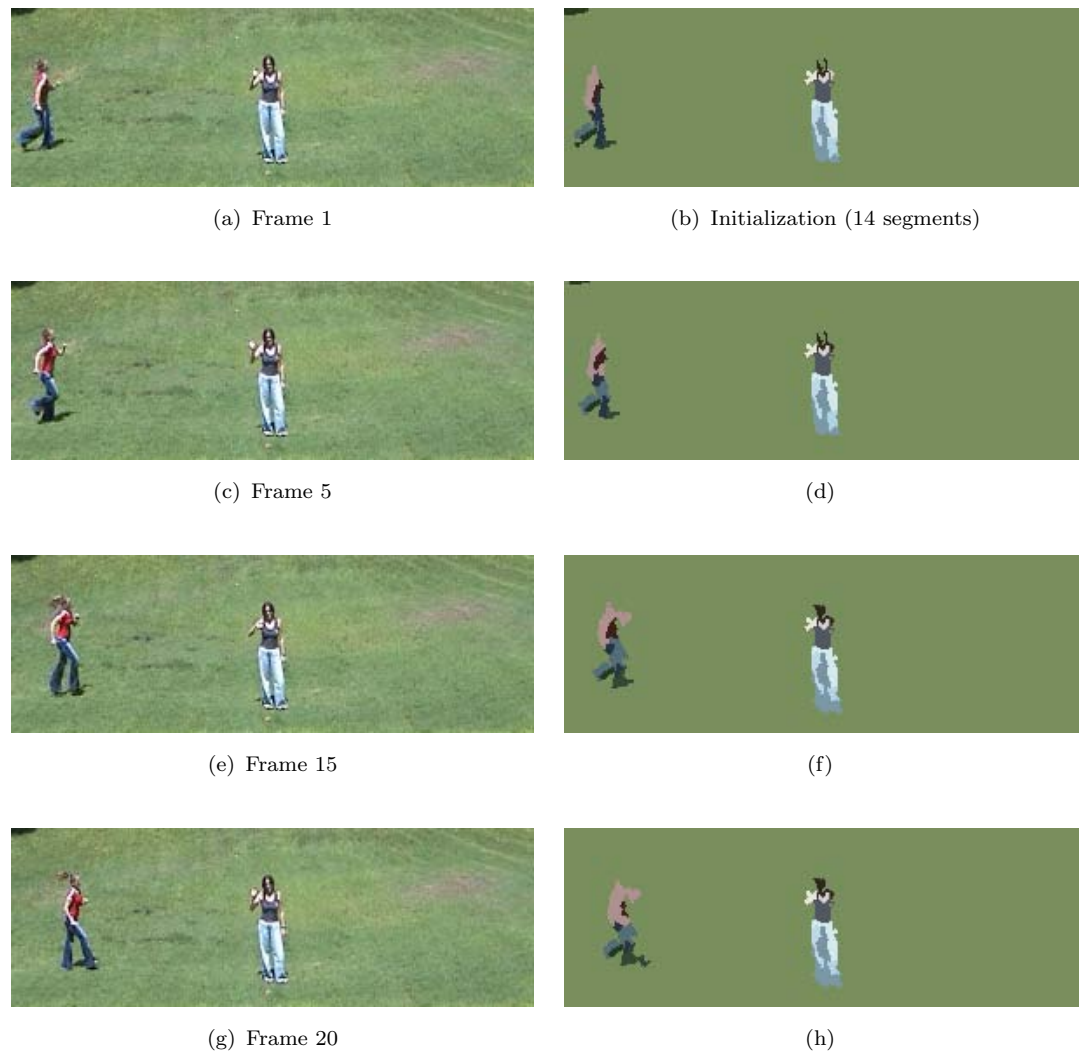 (a) Frame 1
(b) Initialization (14 segments)
(c) Frame 5
(d)
(e) Frame 15
(f)
(g) Frame 20
(h)